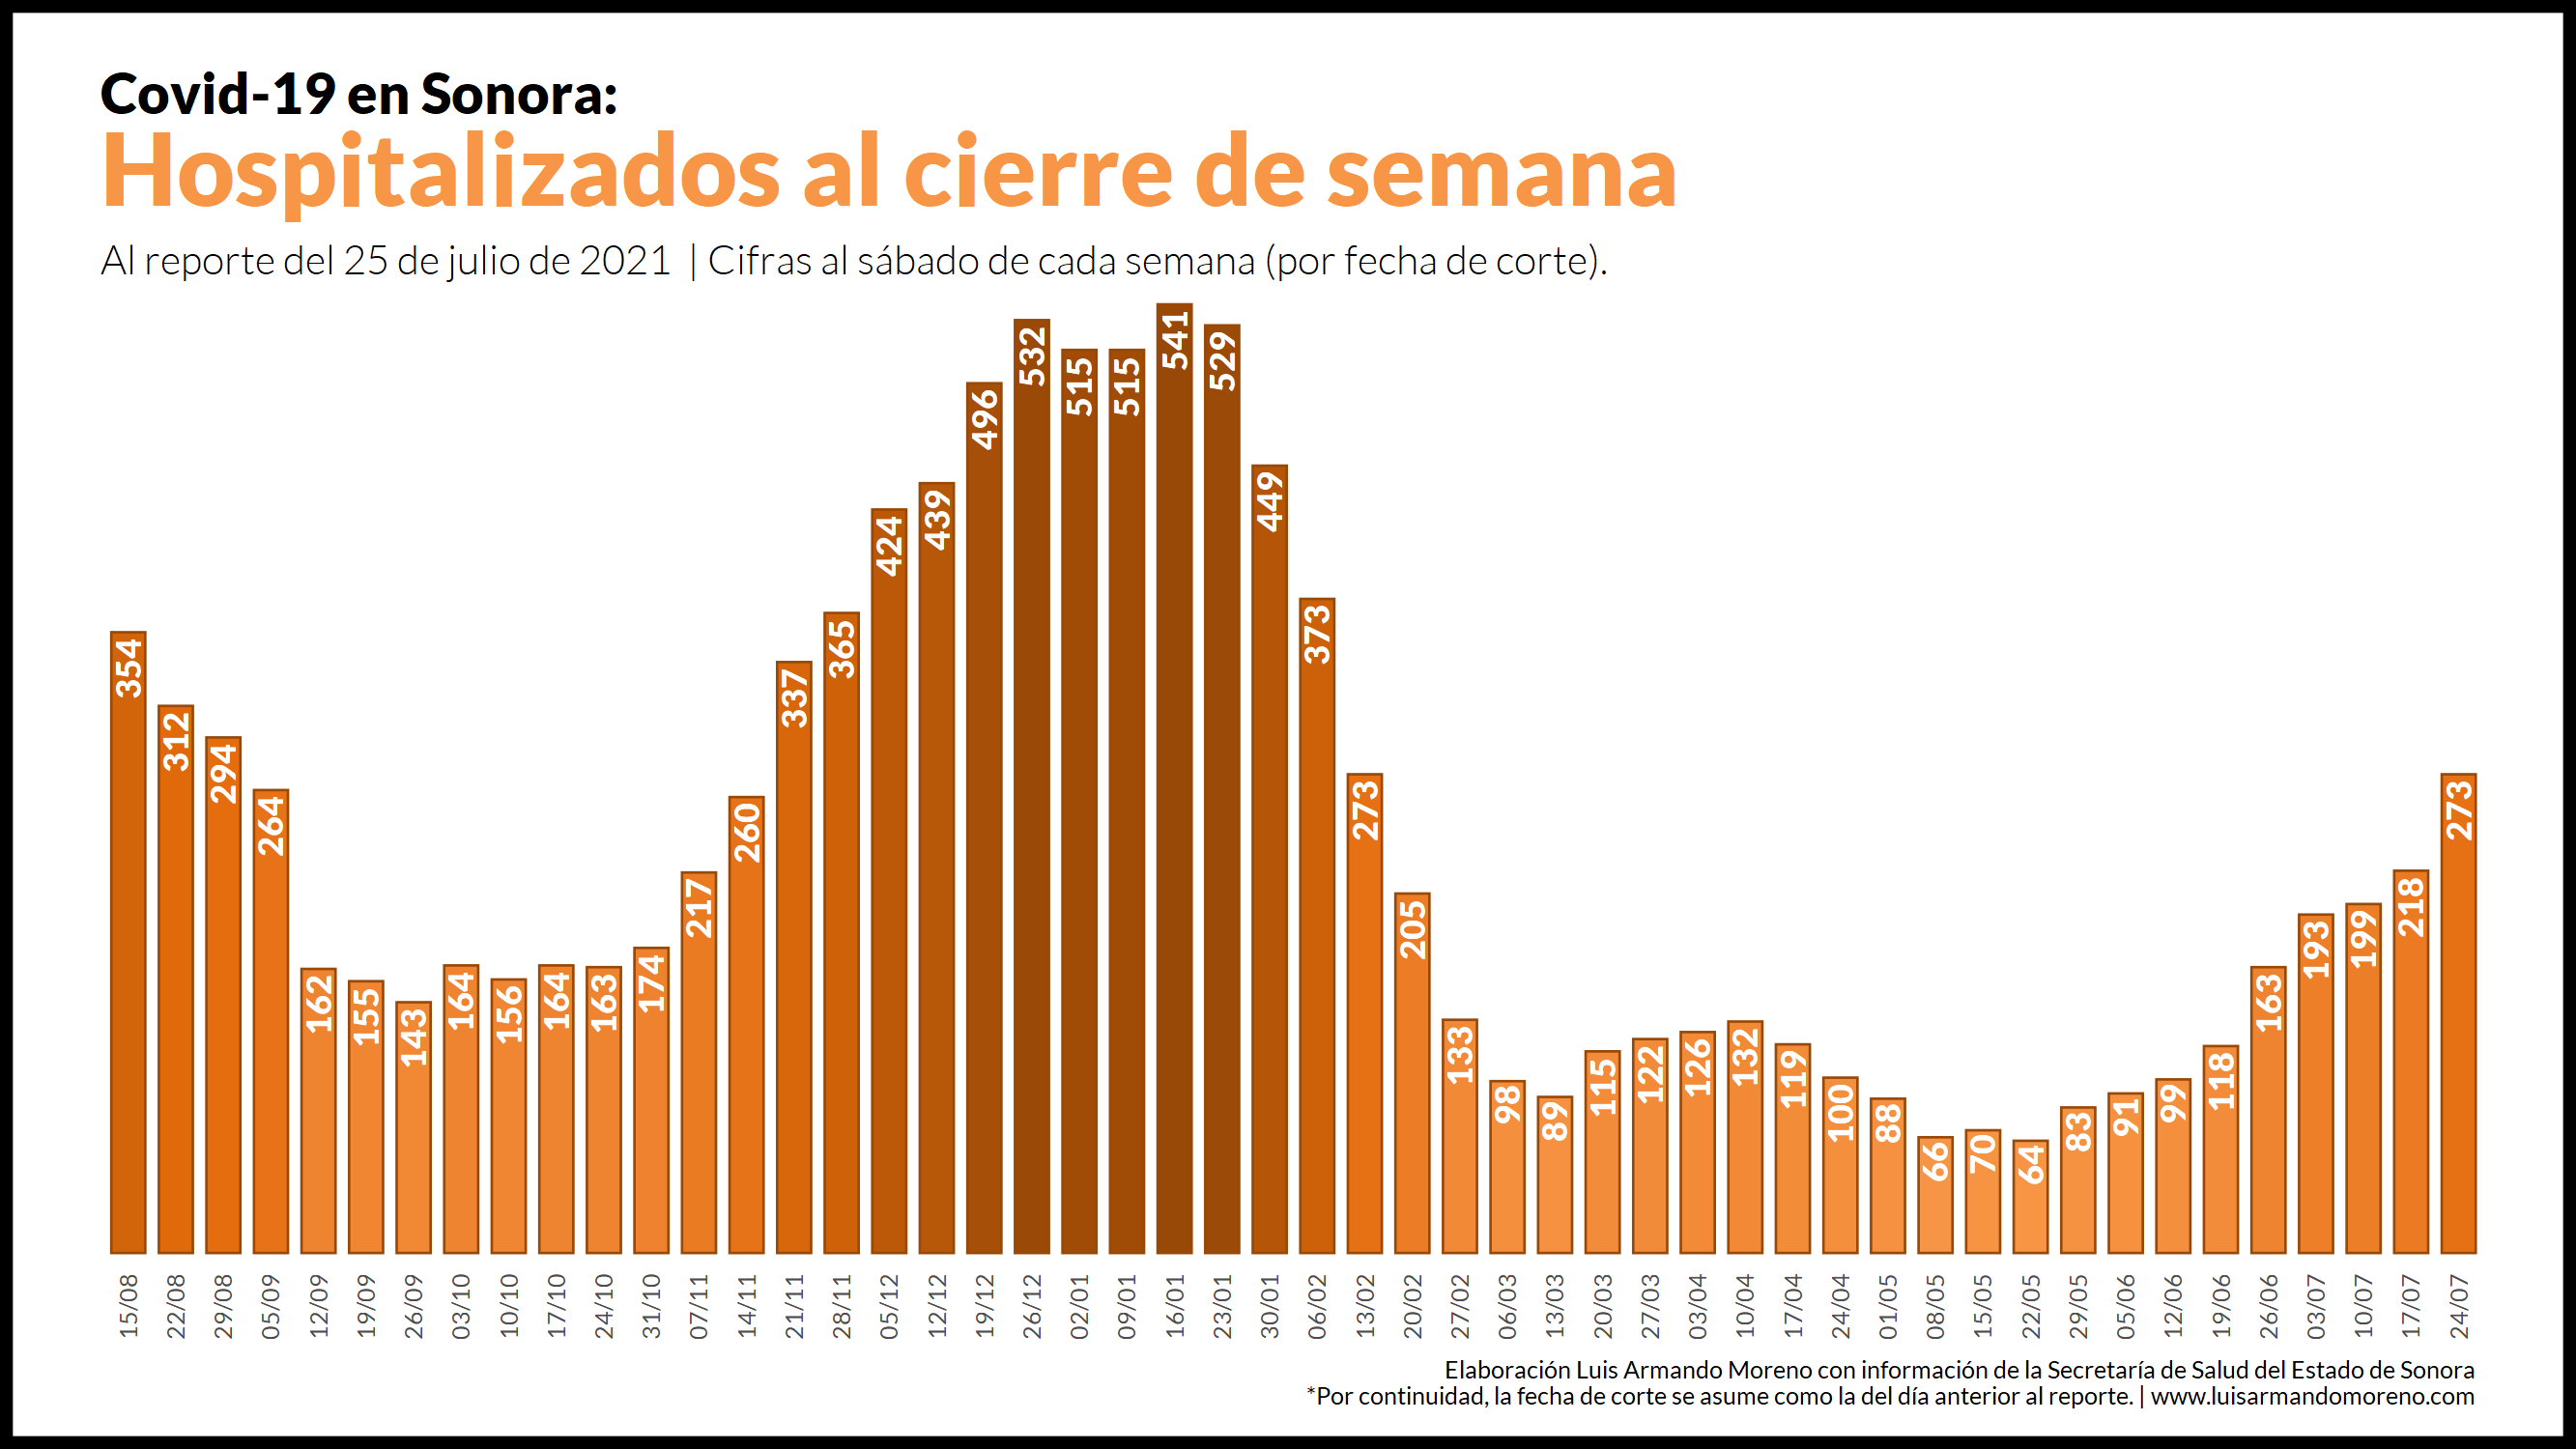 Covid-19 en Sonora:
Hospitalizados al cierre de semana
Al reporte del 25 de julio de 2021 | Cifras al sábado de cada semana (por fecha de corte).
354 312 294 264 162 155 143 164 156 164 163 174 217 260 337 365 424 439 496 532 515 515 541 529 449 373 273 205 133 98 89 115 122 126 132 119 100 88 66 70 64 83 91 99 118 163 193 199 218 273
15/08 22/08 29/08 05/09 12/09 19/09 26/09 03/10 10/10 17/10 24/10 31/10 07/11 14/11 21/11 28/11 05/12 12/12 19/12 26/12 02/01 09/01 16/01 23/01 30/01 06/02 13/02 20/02 27/02 06/03 13/03 20/03 27/03 03/04 10/04 17/04 24/04 01/05 08/05 15/05 22/05 29/05 05/06 12/06 19/06 26/06 03/07 10/07 17/07 24/07
Elaboración Luis Armando Moreno con información de la Secretaría de Salud del Estado de Sonora
*Por continuidad, la fecha de corte se asume como la del día anterior al reporte. | www.luisarmandomoreno.com